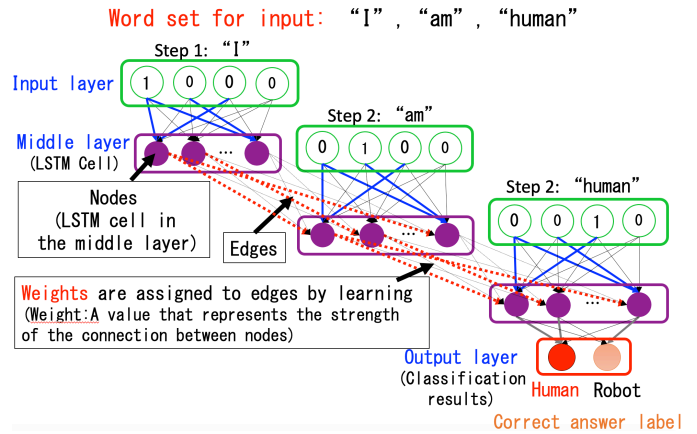 Word set for input: “I”, “am”, “human”
Step 1: “I”
Input layer
1 0 0 0
Step 2: “am”
0 1 0 0
Middle layer
(LSTM Cell)
...
Step 2: “human”
0 0 1 0
Nodes
(LSTM cell in
the middle layer)
Edges
...
Weights are assigned to edges by learning
(Weight:A value that represents the strength
of the connection between nodes)
...
Output layer
(Classification
results)
Human Robot
Correct answer label